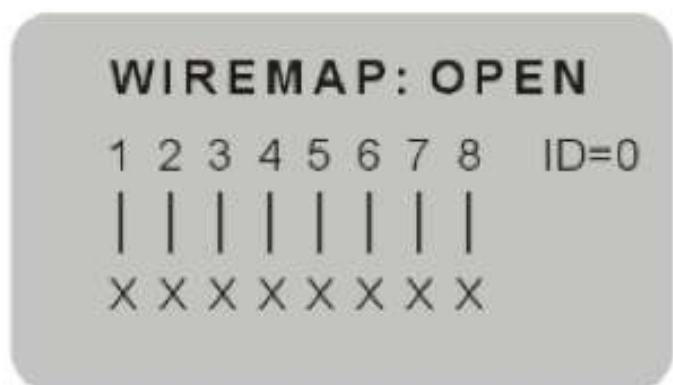 WIREMAP: OPEN
1 2 3 4 5 6 7 8 ID=0
| | | | | | | |
X X X X X X X X